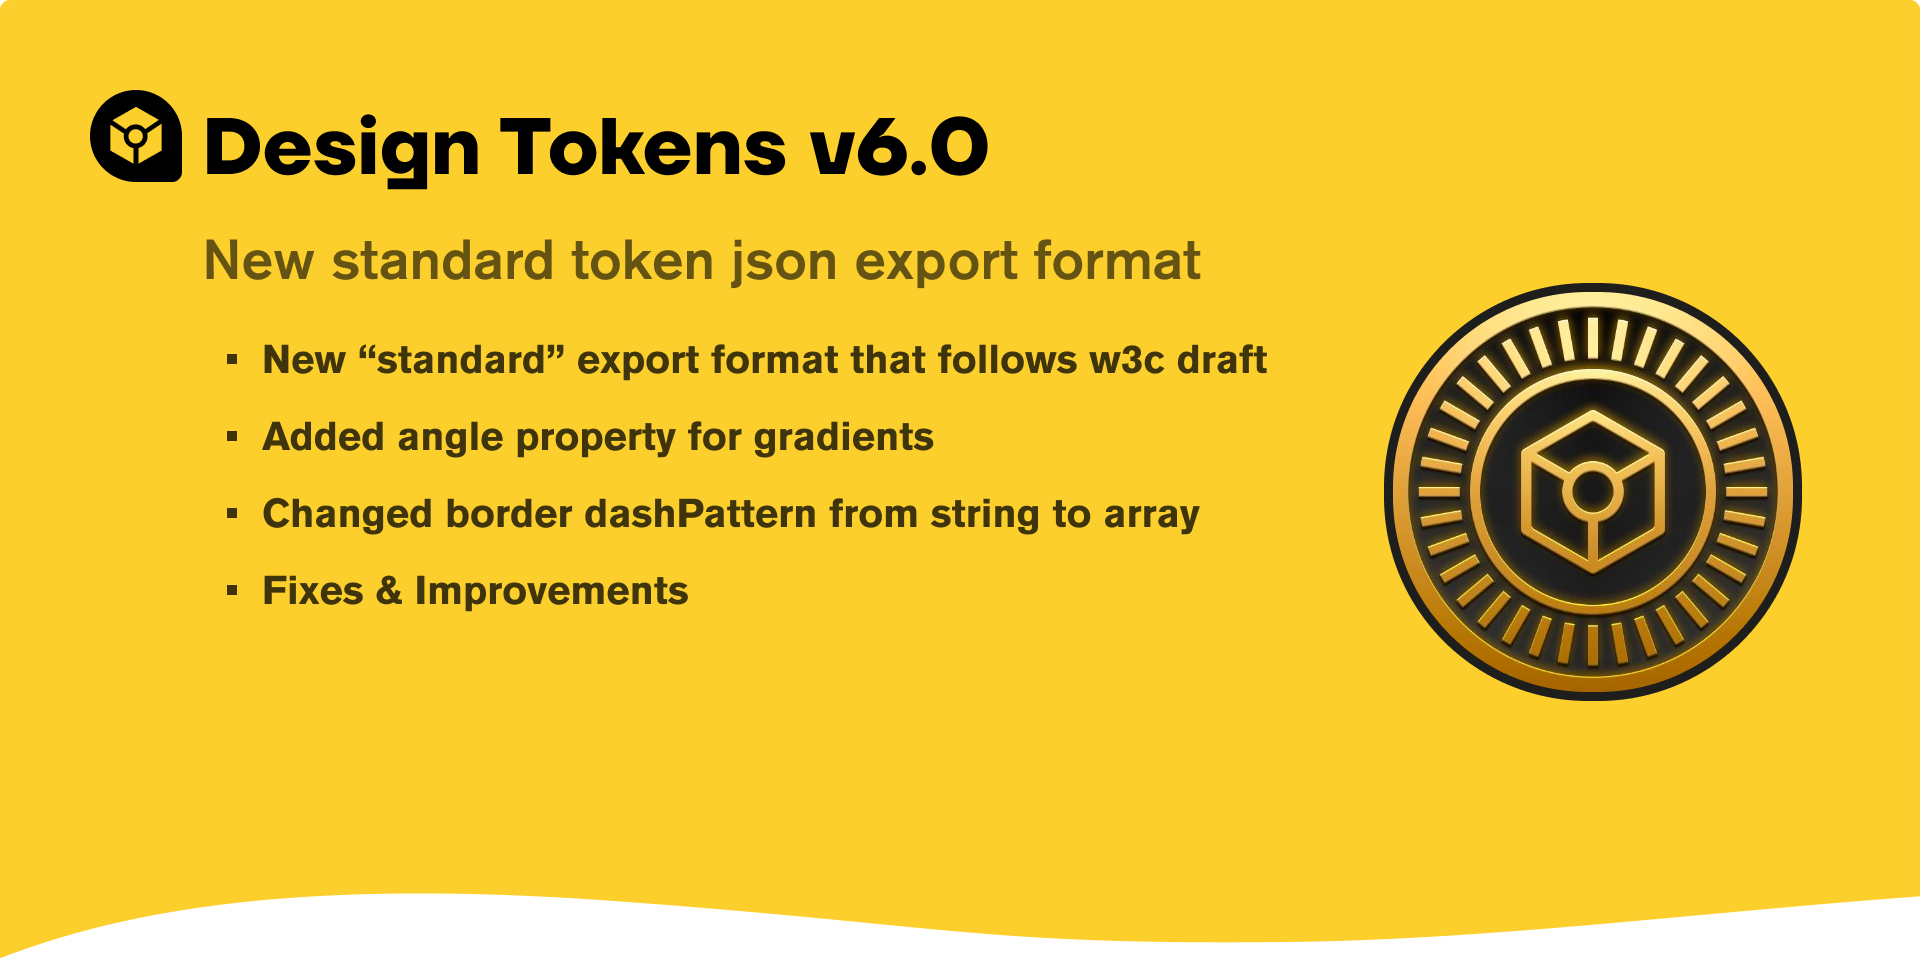 Design Tokens v6.0
New standard token json export format
▪ New “standard” export format that follows w3c draft
▪ Added angle property for gradients
▪ Changed border dashPattern from string to array
▪ Fixes & Improvements